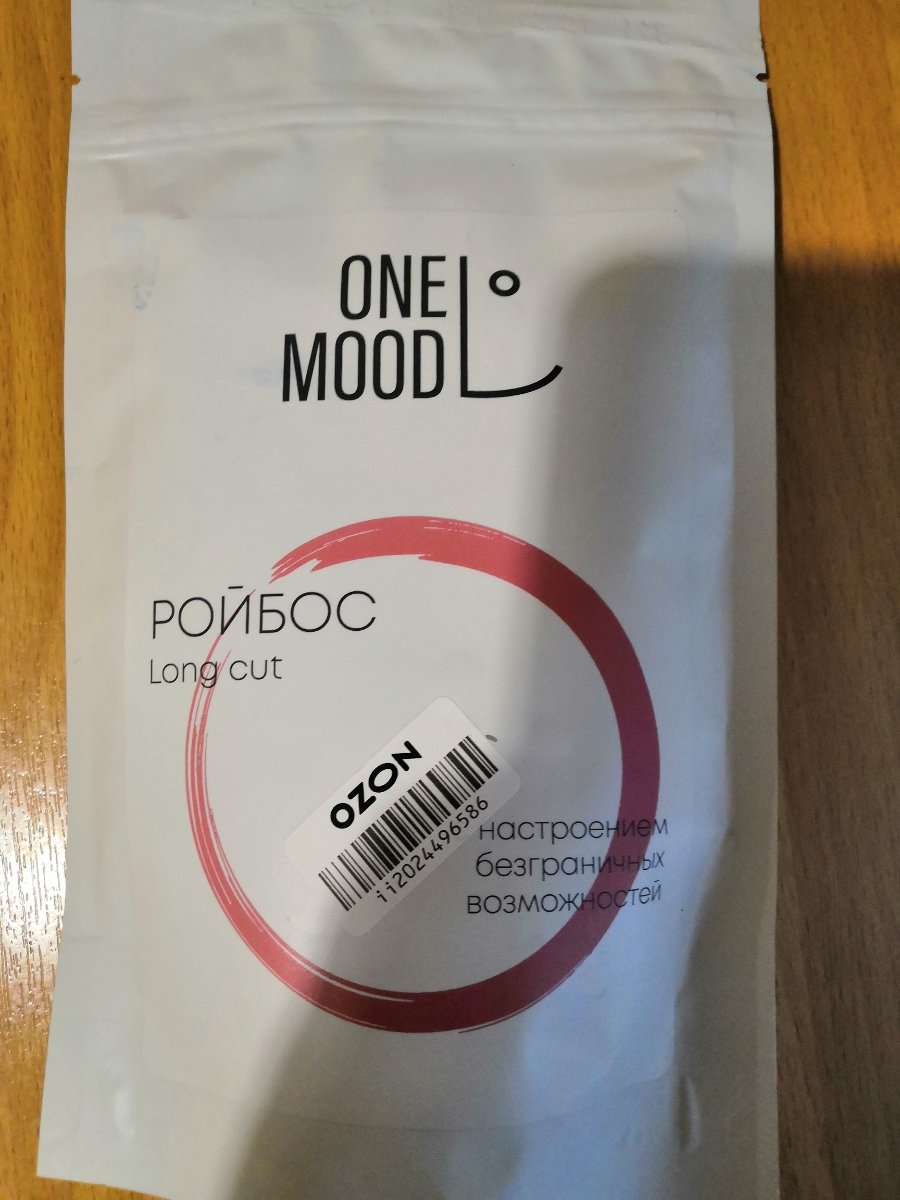 ONE
MOOD
РОЙБОС
Long cut
OZON
ii2024496586
настроением
безграничных
возможностей